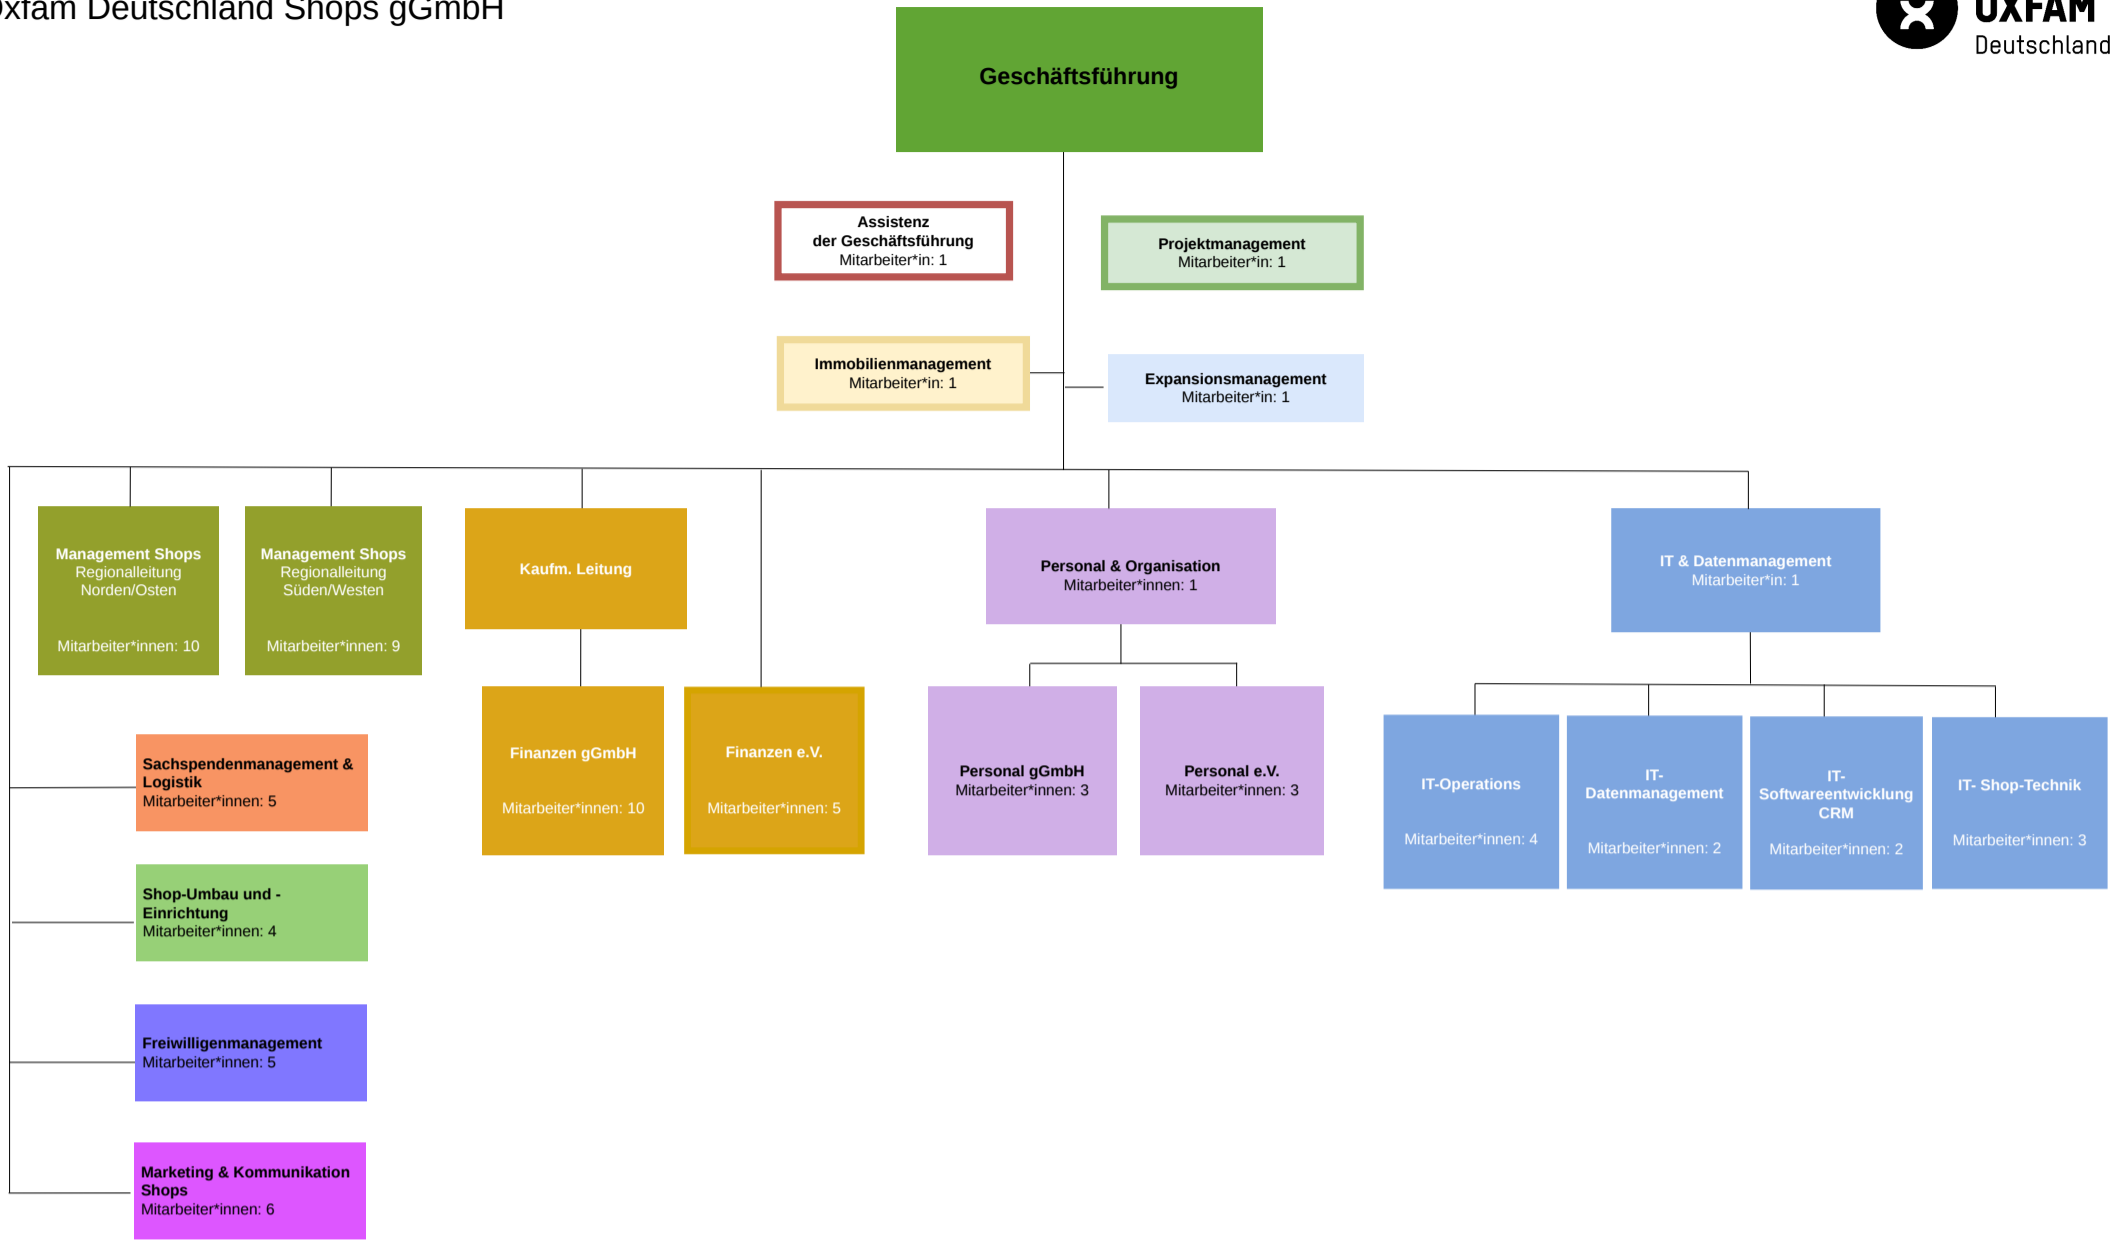 Oxfam Deutschland Shops gGmbH
OXFAM
Deutschland
Geschäftsführung
Assistenz
der Geschäftsführung
Mitarbeiter*in: 1
Projektmanagement
Mitarbeiter*in: 1
Immobilienmanagement
Mitarbeiter*in: 1
Expansionsmanagement
Mitarbeiter*in: 1
Management Shops
Regionalleitung
Norden/Osten
Mitarbeiter*innen: 10
Management Shops
Regionalleitung
Süden/Westen
Mitarbeiter*innen: 9
Kaufm. Leitung
Personal & Organisation
Mitarbeiter*innen: 1
IT & Datenmanagement
Mitarbeiter*in: 1
Finanzen gGmbH
Mitarbeiter*innen: 10
Finanzen e.V.
Mitarbeiter*innen: 5
Personal gGmbH
Mitarbeiter*innen: 3
Personal e.V.
Mitarbeiter*innen: 3
IT-Operations
Mitarbeiter*innen: 4
IT-
Datenmanagement
Mitarbeiter*innen: 2
IT-
Softwareentwicklung
CRM
Mitarbeiter*innen: 2
IT- Shop-Technik
Mitarbeiter*innen: 3
Sachspendenmanagement &
Logistik
Mitarbeiter*innen: 5
Shop-Umbau und -
Einrichtung
Mitarbeiter*innen: 4
Freiwilligenmanagement
Mitarbeiter*innen: 5
Marketing & Kommunikation
Shops
Mitarbeiter*innen: 6